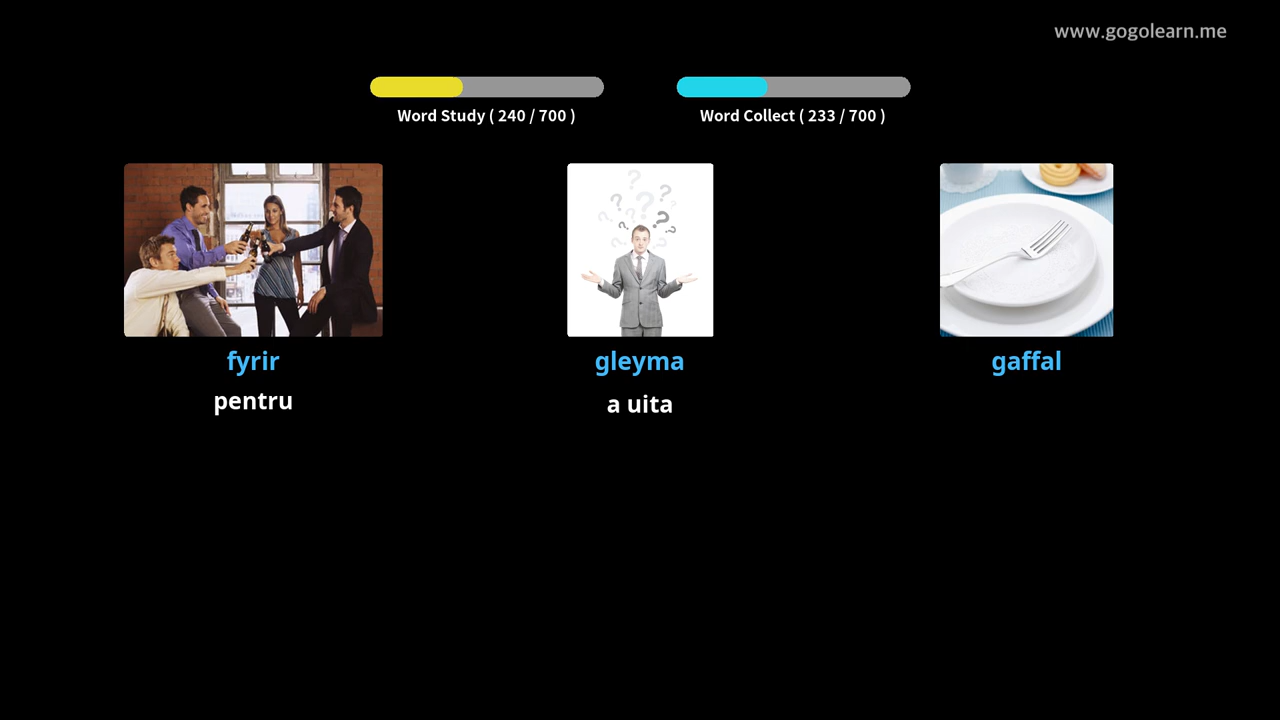 www.gogolearn.me
Word Study ( 240 / 700 )
Word Collect ( 233 / 700 )
fyrir
gleyma
gaffal
pentru
a uita